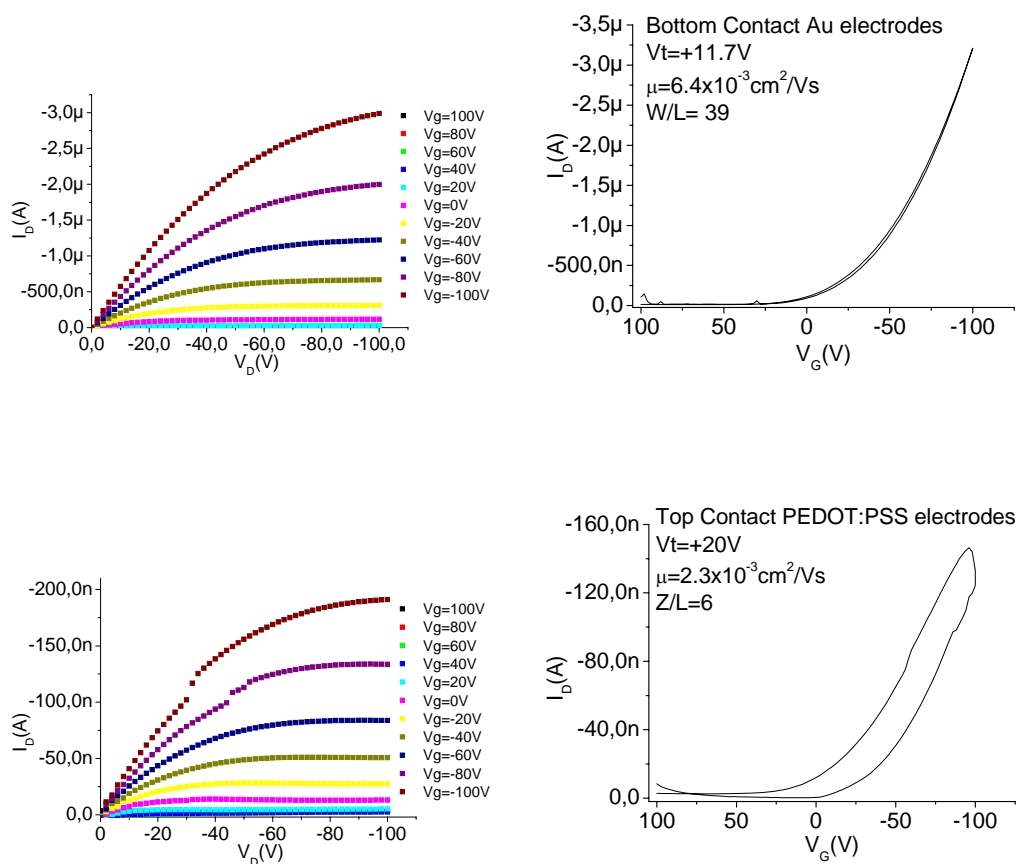 -3,0µ
-2,5µ
-2,0µ
-1,5µ
-1,0µ
-500,0n
0,0
I_D(A)
0,0 -20,0 -40,0 -60,0 -80,0 -100,0
V_D(V)
Vg=100V
Vg=80V
Vg=60V
Vg=40V
Vg=20V
Vg=0V
Vg=-20V
Vg=-40V
Vg=-60V
Vg=-80V
Vg=-100V
-3,5µ
-3,0µ
-2,5µ
-2,0µ
-1,5µ
-1,0µ
-500,0n
0,0
I_D(A)
Bottom Contact Au electrodes
Vt=+11.7V
µ=6.4x10^-3cm^2/Vs
W/L= 39
100 50 0 -50 -100
V_G(V)
-200,0n
-150,0n
-100,0n
-50,0n
0,0
I_D(A)
0 -20 -40 -60 -80 -100
V_D(V)
Vg=100V
Vg=80V
Vg=60V
Vg=40V
Vg=20V
Vg=0V
Vg=-20V
Vg=-40V
Vg=-60V
Vg=-80V
Vg=-100V
-160,0n
-120,0n
-80,0n
-40,0n
0,0
I_D(A)
Top Contact PEDOT:PSS electrodes
Vt=+20V
µ=2.3x10^-3cm^2/Vs
Z/L=6
100 50 0 -50 -100
V_G(V)